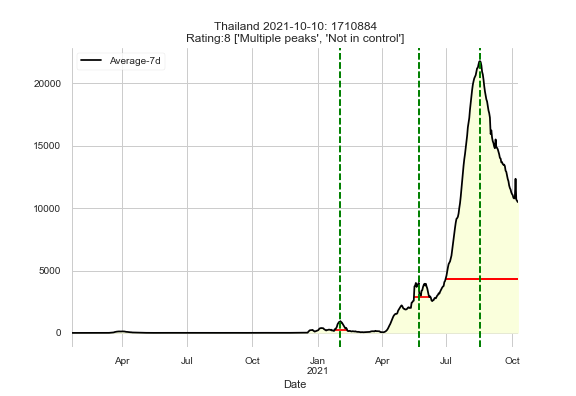 Thailand 2021-10-10: 1710884
Rating:8 ['Multiple peaks', 'Not in control']
Average-7d
20000
15000
10000
5000
0
Apr Jul Oct Jan Apr Jul Oct
2021
Date